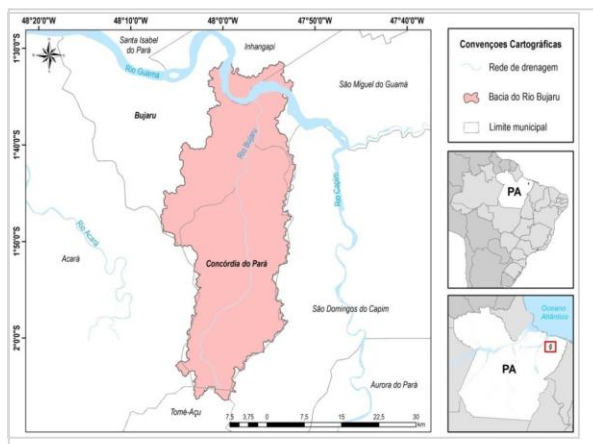 48°20'0"W 48°10'0"W 48°0'0"W 47°50'0"W 47°40'0"W
1°30'0"S
1°40'0"S
1°50'0"S
2°0'0"S
Santa Isabel
do Pará
Inhangapi
Rio Guamá
São Miguel do Guamá
Bujaru
Rio Bujaru
Rio Capim
Rio Acará
Acará
Concórdia do Pará
São Domingos do Capim
Aurora do Pará
Tomé-Açu
7,5 3,75 0 7,5 15 22,5 30
km
Convençoes Cartográficas
Rede de drenagem
Bacia do Rio Bujaru
Limite municipal
PA
Oceano
Atlântico
PA